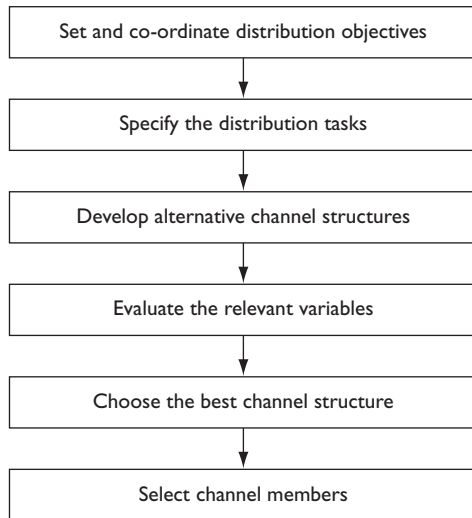 Set and co-ordinate distribution objectives
Specify the distribution tasks
Develop alternative channel structures
Evaluate the relevant variables
Choose the best channel structure
Select channel members